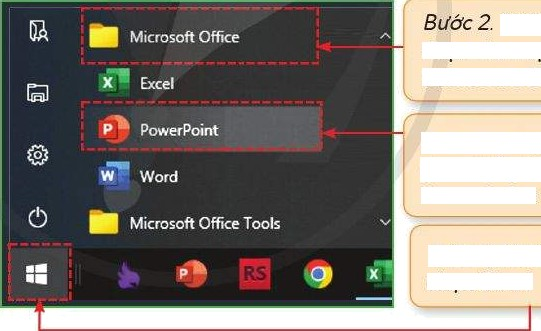 Microsoft Office
Bước 2.
Excel
PowerPoint
Word
Microsoft Office Tools
RS